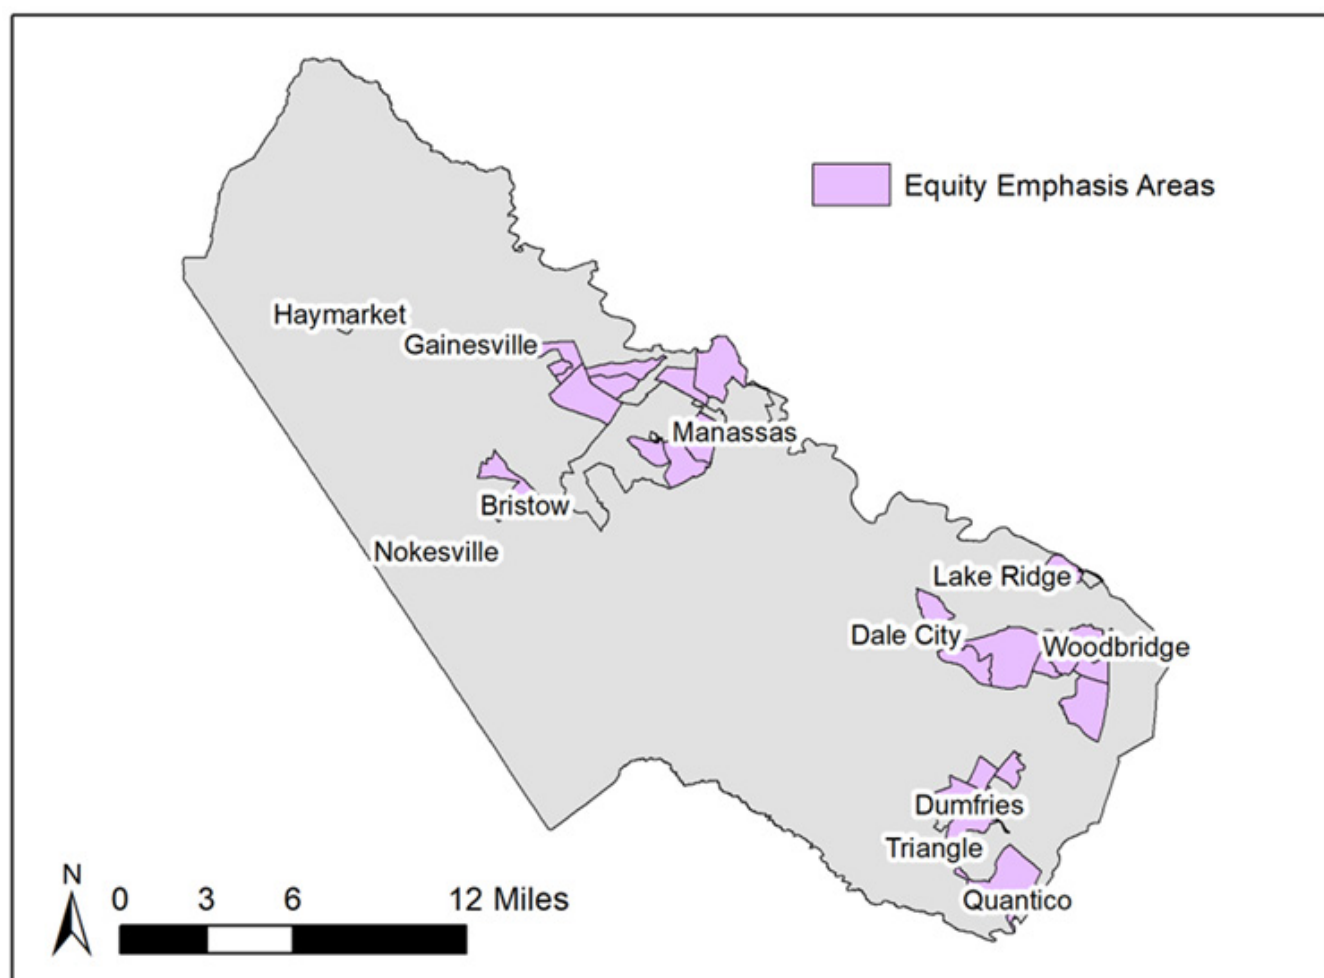 Equity Emphasis Areas
Haymarket
Gainesville
Manassas
Bristow
Nokesville
Lake Ridge
Dale City
Woodbridge
Dumfries
Triangle
Quantico
N
0 3 6 12 Miles